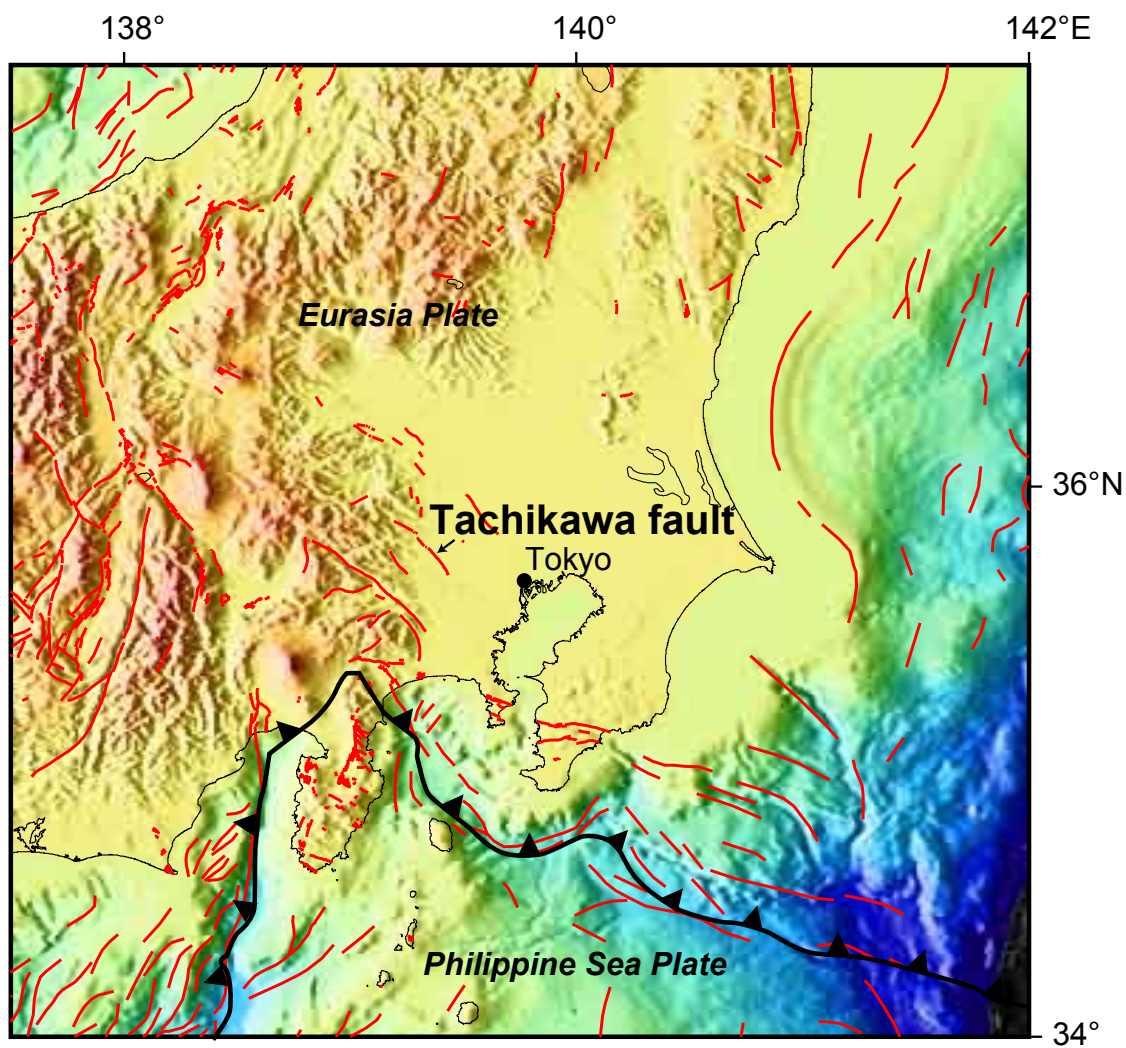 138°
140°
142°E
Eurasia Plate
36°N
Tachikawa fault
Tokyo
Philippine Sea Plate
34°